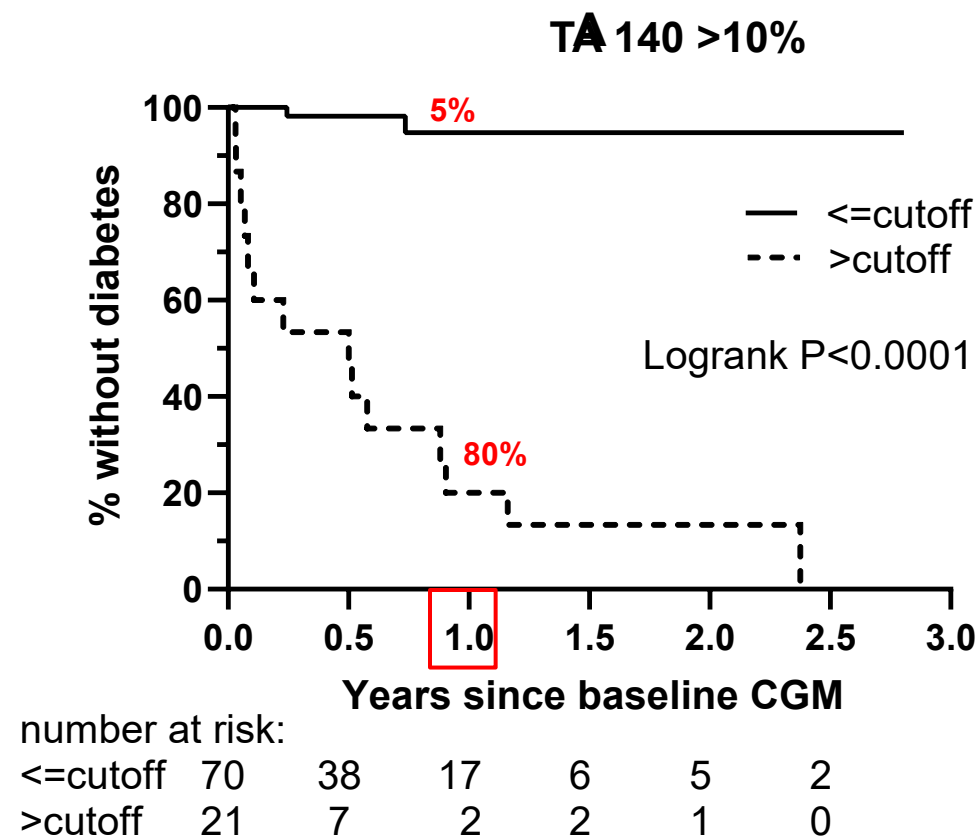 A
TA 140 >10%
100
80
60
40
20
0
% without diabetes
5%
80%
<=cutoff
>cutoff
Logrank P<0.0001
0.0 0.5 1.0 1.5 2.0 2.5 3.0
Years since baseline CGM
number at risk:
<=cutoff 70 38 17 6 5 2
>cutoff 21 7 2 2 1 0